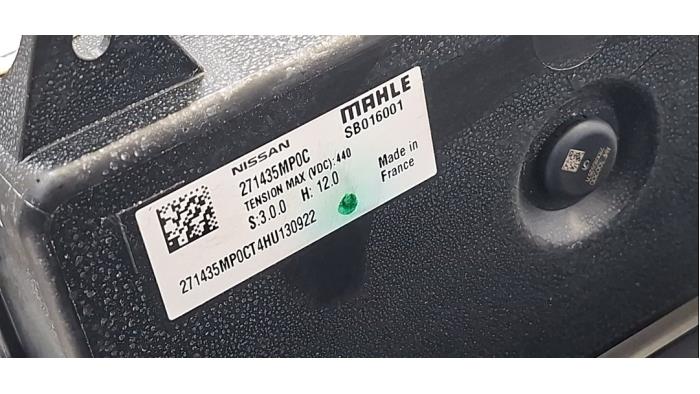 MAHLE
SB016001
NISSAN
271435MP0C
TENSION MAX (VDC): 440
S:3.0.0 H: 12.0
Made in
France
271435MP0CT4HU130922